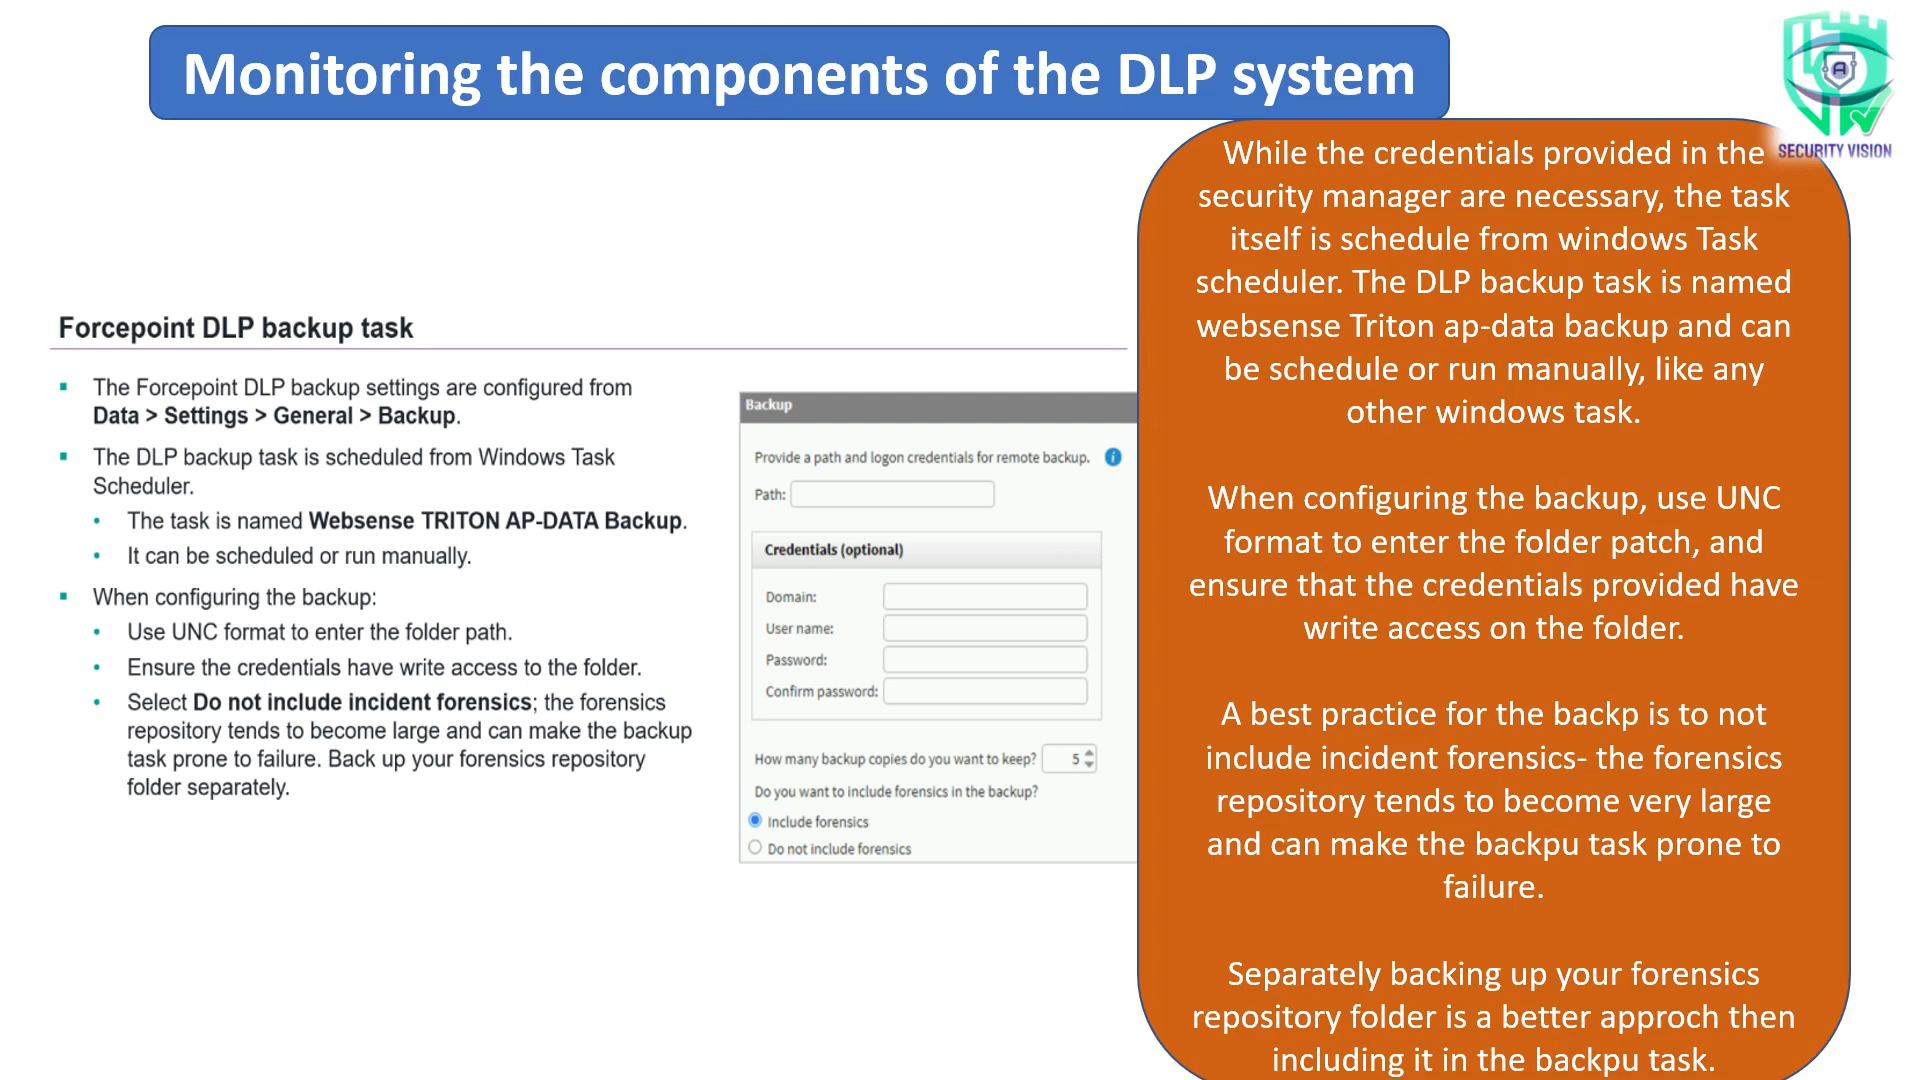 Monitoring the components of the DLP system
SECURITY VISION
Forcepoint DLP backup task
The Forcepoint DLP backup settings are configured from
Data > Settings > General > Backup.
The DLP backup task is scheduled from Windows Task
Scheduler.
The task is named Websense TRITON AP-DATA Backup.
It can be scheduled or run manually.
When configuring the backup:
Use UNC format to enter the folder path.
Ensure the credentials have write access to the folder.
Select Do not include incident forensics; the forensics
repository tends to become large and can make the backup
task prone to failure. Back up your forensics repository
folder separately.
Backup
Provide a path and logon credentials for remote backup.
Path:
Credentials (optional)
Domain:
User name:
Password:
Confirm password:
How many backup copies do you want to keep? 5
Do you want to include forensics in the backup?
Include forensics
Do not include forensics
While the credentials provided in the
security manager are necessary, the task
itself is schedule from windows Task
scheduler. The DLP backup task is named
websense Triton ap-data backup and can
be schedule or run manually, like any
other windows task.
When configuring the backup, use UNC
format to enter the folder patch, and
ensure that the credentials provided have
write access on the folder.
A best practice for the backp is to not
include incident forensics- the forensics
repository tends to become very large
and can make the backpu task prone to
failure.
Separately backing up your forensics
repository folder is a better approch then
including it in the backpu task.